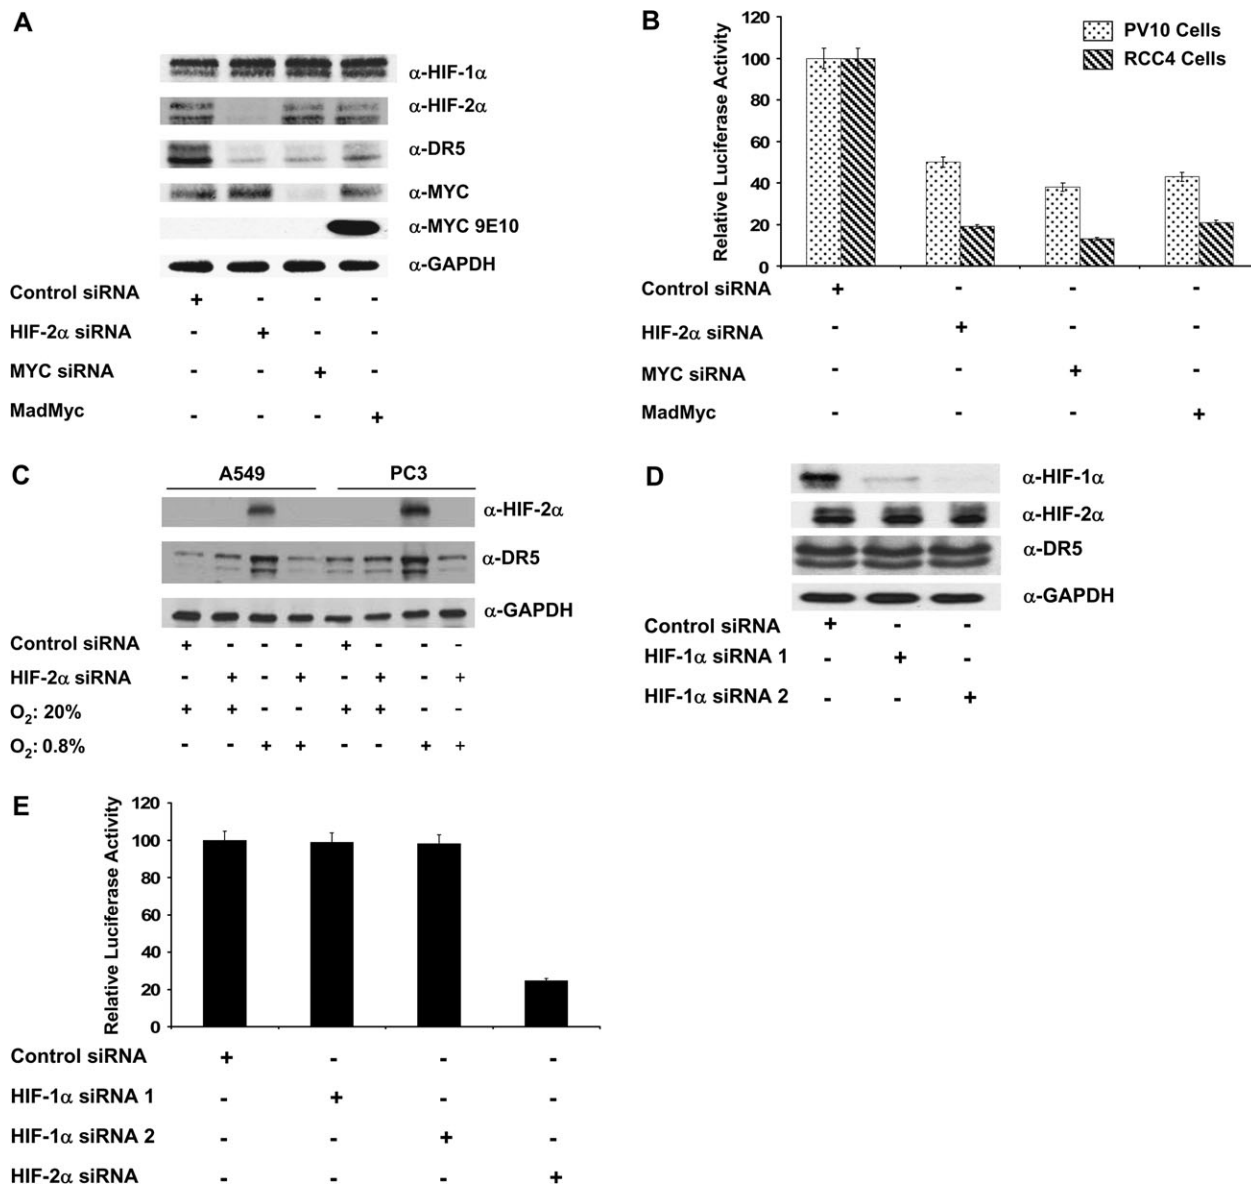 A
α-HIF-1α
α-HIF-2α
α-DR5
α-MYC
α-MYC 9E10
α-GAPDH
Control siRNA + - - -
HIF-2α siRNA - + - -
MYC siRNA - - + -
MadMyc - - - +
B
Relative Luciferase Activity
120
100
80
60
40
20
0
PV10 Cells
RCC4 Cells
Control siRNA + - - -
HIF-2α siRNA - + - -
MYC siRNA - - + -
MadMyc - - - +
C
A549 PC3
α-HIF-2α
α-DR5
α-GAPDH
Control siRNA + - - - + - - -
HIF-2α siRNA - + - + - + - +
O2: 20% + + - - + + - -
O2: 0.8% - - + + - - + +
D
α-HIF-1α
α-HIF-2α
α-DR5
α-GAPDH
Control siRNA + - -
HIF-1α siRNA 1 - + -
HIF-1α siRNA 2 - - +
E
Relative Luciferase Activity
120
100
80
60
40
20
0
Control siRNA + - - -
HIF-1α siRNA 1 - + - -
HIF-1α siRNA 2 - - + -
HIF-2α siRNA - - - +